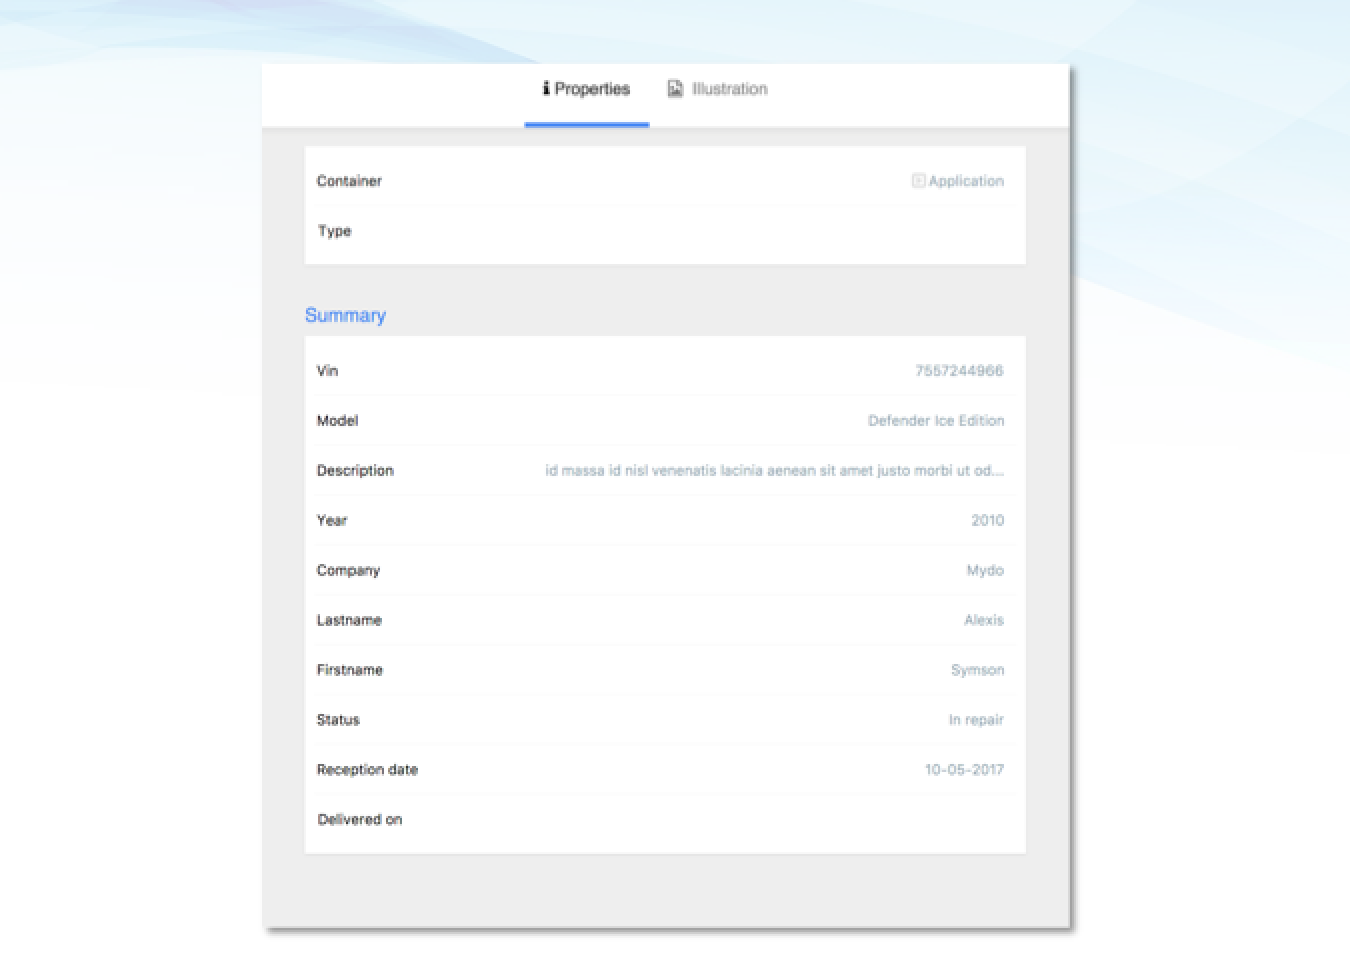 Properties Illustration
Container Application
Type
Summary
Vin 7557244966
Model Defender Ice Edition
Description id massa id nisl venenatis lacinia aenean sit amet justo morbi ut od...
Year 2010
Company Mydo
Lastname Alexis
Firstname Symson
Status In repair
Reception date 10-05-2017
Delivered on